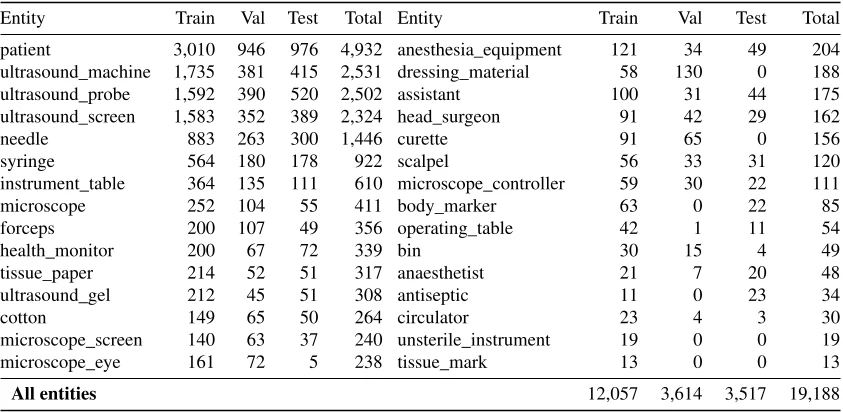 Entity Train Val Test Total Entity Train Val Test Total
patient 3,010 946 976 4,932 anesthesia_equipment 121 34 49 204
ultrasound_machine 1,735 381 415 2,531 dressing_material 58 130 0 188
ultrasound_probe 1,592 390 520 2,502 assistant 100 31 44 175
ultrasound_screen 1,583 352 389 2,324 head_surgeon 91 42 29 162
needle 883 263 300 1,446 curette 91 65 0 156
syringe 564 180 178 922 scalpel 56 33 31 120
instrument_table 364 135 111 610 microscope_controller 59 30 22 111
microscope 252 104 55 411 body_marker 63 0 22 85
forceps 200 107 49 356 operating_table 42 1 11 54
health_monitor 200 67 72 339 bin 30 15 4 49
tissue_paper 214 52 51 317 anaesthetist 21 7 20 48
ultrasound_gel 212 45 51 308 antiseptic 11 0 23 34
cotton 149 65 50 264 circulator 23 4 3 30
microscope_screen 140 63 37 240 unsterile_instrument 19 0 0 19
microscope_eye 161 72 5 238 tissue_mark 13 0 0 13
All entities 12,057 3,614 3,517 19,188